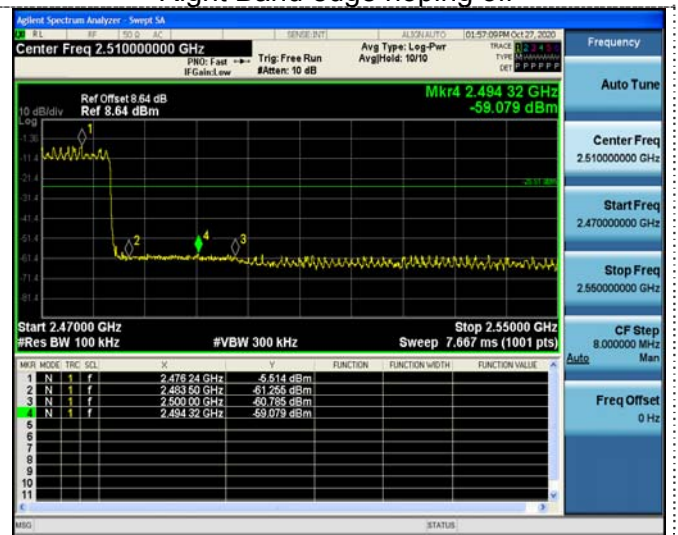 Agilent Spectrum Analyzer - Swept SA
RL RF 50 Ω AC SENSE:INT ALIGN AUTO 01:57:09 PM Oct 27, 2020
Center Freq 2.510000000 GHz
PNO: Fast
IFGain:Low
Trig: Free Run
#Atten: 10 dB
Avg Type: Log-Pwr
Avg|Hold: 10/10
TRACE 1 2 3 4 5 6
TYPE
DET P P P P P P
Frequency
Auto Tune
Ref Offset 8.64 dB
Ref 8.64 dBm
10 dB/div
Log
Mkr4 2.494 32 GHz
-59.079 dBm
-1.36
-11.4
-21.4
-31.4
-41.4
-51.4
-61.4
-71.4
-81.4
1
2
4
3
Center Freq
2.510000000 GHz
Start Freq
2.470000000 GHz
Stop Freq
2.550000000 GHz
CF Step
8.000000 MHz
Auto Man
Freq Offset
0 Hz
Start 2.47000 GHz
Stop 2.55000 GHz
#Res BW 100 kHz #VBW 300 kHz Sweep 7.667 ms (1001 pts)
MKR MODE TRC SCL X Y FUNCTION FUNCTION WIDTH FUNCTION VALUE
1 N 1 f 2.476 24 GHz -5.514 dBm
2 N 1 f 2.483 50 GHz -61.255 dBm
3 N 1 f 2.500 00 GHz -60.785 dBm
4 N 1 f 2.494 32 GHz -59.079 dBm
5
6
7
8
9
10
11
MSG STATUS